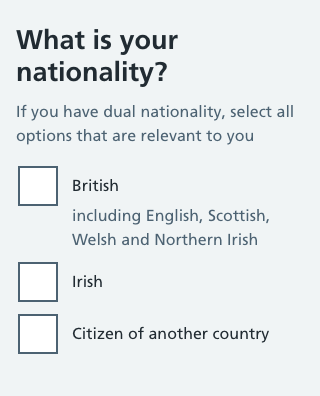 What is your
nationality?
If you have dual nationality, select all
options that are relevant to you
British
including English, Scottish,
Welsh and Northern Irish
Irish
Citizen of another country